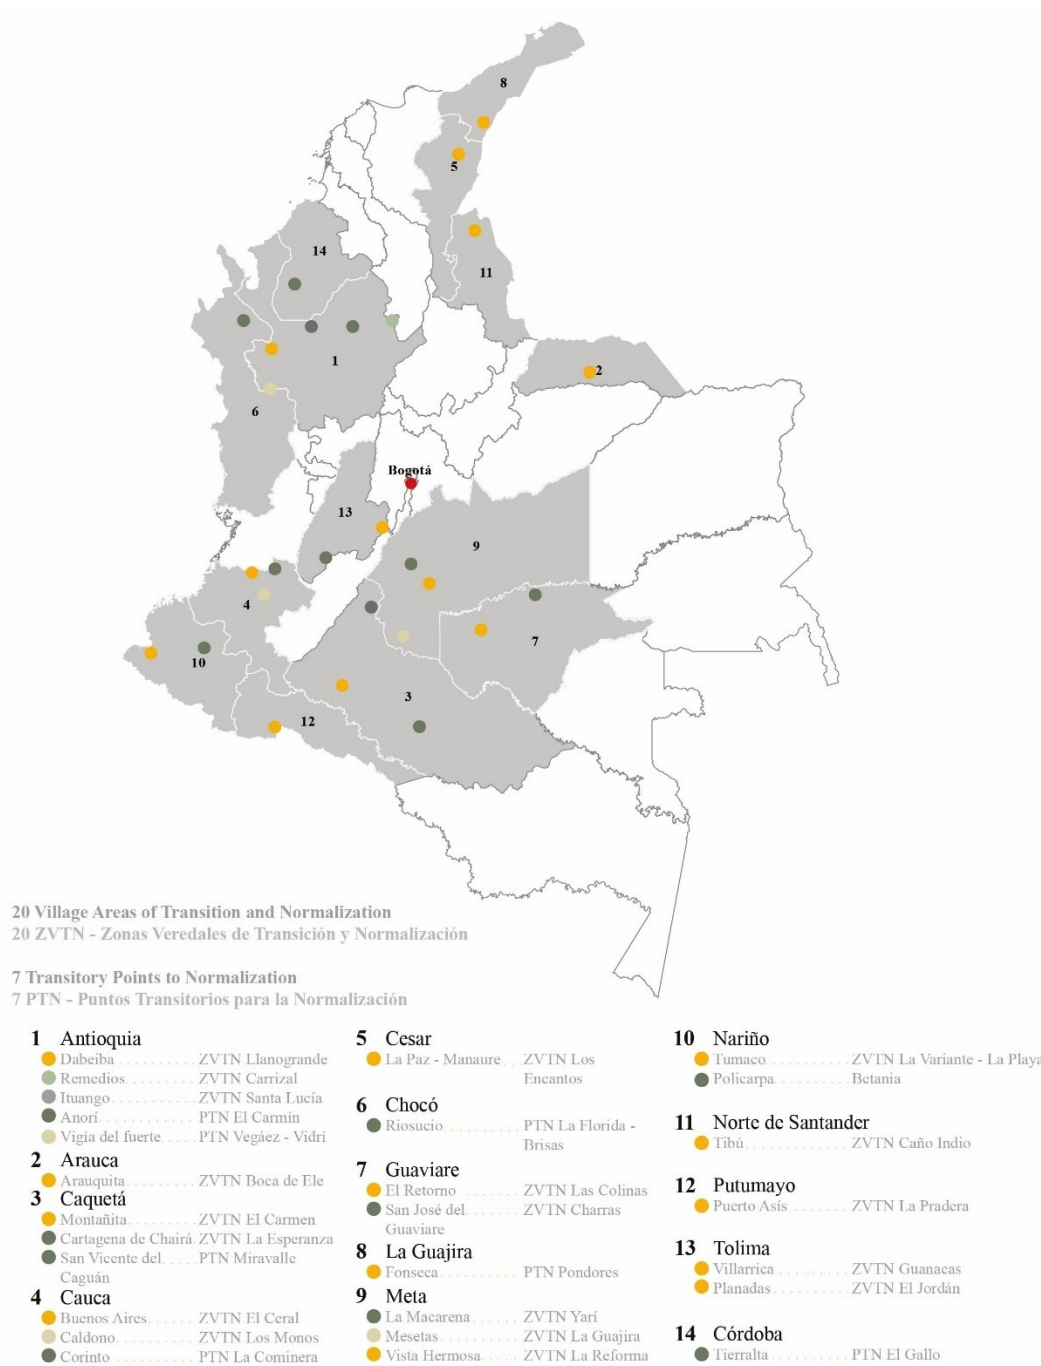 8
5
14
11
1
2
6
Bogotá
13
9
4
7
10
3
12
20 Village Areas of Transition and Normalization
20 ZVTN - Zonas Veredales de Transición y Normalización
7 Transitory Points to Normalization
7 PTN - Puntos Transitorios para la Normalización
1 Antioquia
Dabeiba . . . . . . . . . . ZVTN Llanogrande
Remedios . . . . . . . . . ZVTN Carrizal
Ituango . . . . . . . . . . ZVTN Santa Lucía
Anorí . . . . . . . . . . . PTN El Carmín
Vigía del fuerte . . . . . PTN Vegáez - Vidrí
2 Arauca
Arauquita . . . . . . . . . ZVTN Boca de Ele
3 Caquetá
Montañita . . . . . . . . . ZVTN El Carmen
Cartagena de Chairá. ZVTN La Esperanza
San Vicente del . . . . PTN Miravalle
Caguán
4 Cauca
Buenos Aires . . . . . . ZVTN El Ceral
Caldono . . . . . . . . . . ZVTN Los Monos
Corinto . . . . . . . . . . PTN La Cominera
5 Cesar
La Paz - Manaure . . . ZVTN Los
Encantos
6 Chocó
Riosucio . . . . . . . . . . PTN La Florida -
Brisas
7 Guaviare
El Retorno . . . . . . . ZVTN Las Colinas
San José del . . . . . . . ZVTN Charras
Guaviare
8 La Guajira
Fonseca . . . . . . . . . . PTN Pondores
9 Meta
La Macarena . . . . . . ZVTN Yarí
Mesetas . . . . . . . . . . ZVTN La Guajira
Vista Hermosa . . . . . ZVTN La Reforma
10 Nariño
Tumaco . . . . . . . . . . ZVTN La Variante - La Playa
Policarpa . . . . . . . . . Betania
11 Norte de Santander
Tibú . . . . . . . . . . . . ZVTN Caño Indio
12 Putumayo
Puerto Asís . . . . . . . ZVTN La Pradera
13 Tolima
Villarrica . . . . . . . . . ZVTN Guanacas
Planadas . . . . . . . . . ZVTN El Jordán
14 Córdoba
Tierralta . . . . . . . . . . PTN El Gallo